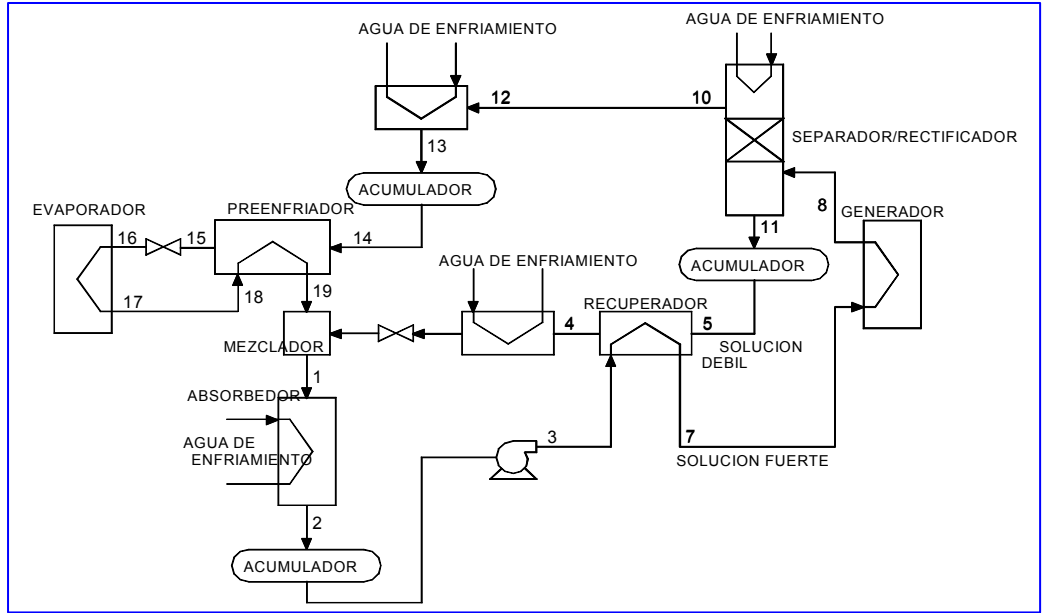 AGUA DE ENFRIAMIENTO
AGUA DE ENFRIAMIENTO
12
10
SEPARADOR/RECTIFICADOR
13
ACUMULADOR
8
EVAPORADOR
PREENFRIADOR
GENERADOR
11
16
15
14
AGUA DE ENFRIAMIENTO
ACUMULADOR
17
18
19
RECUPERADOR
4
5
SOLUCION
DEBIL
MEZCLADOR
1
ABSORBEDOR
AGUA DE
ENFRIAMIENTO
3
7
SOLUCION FUERTE
2
ACUMULADOR